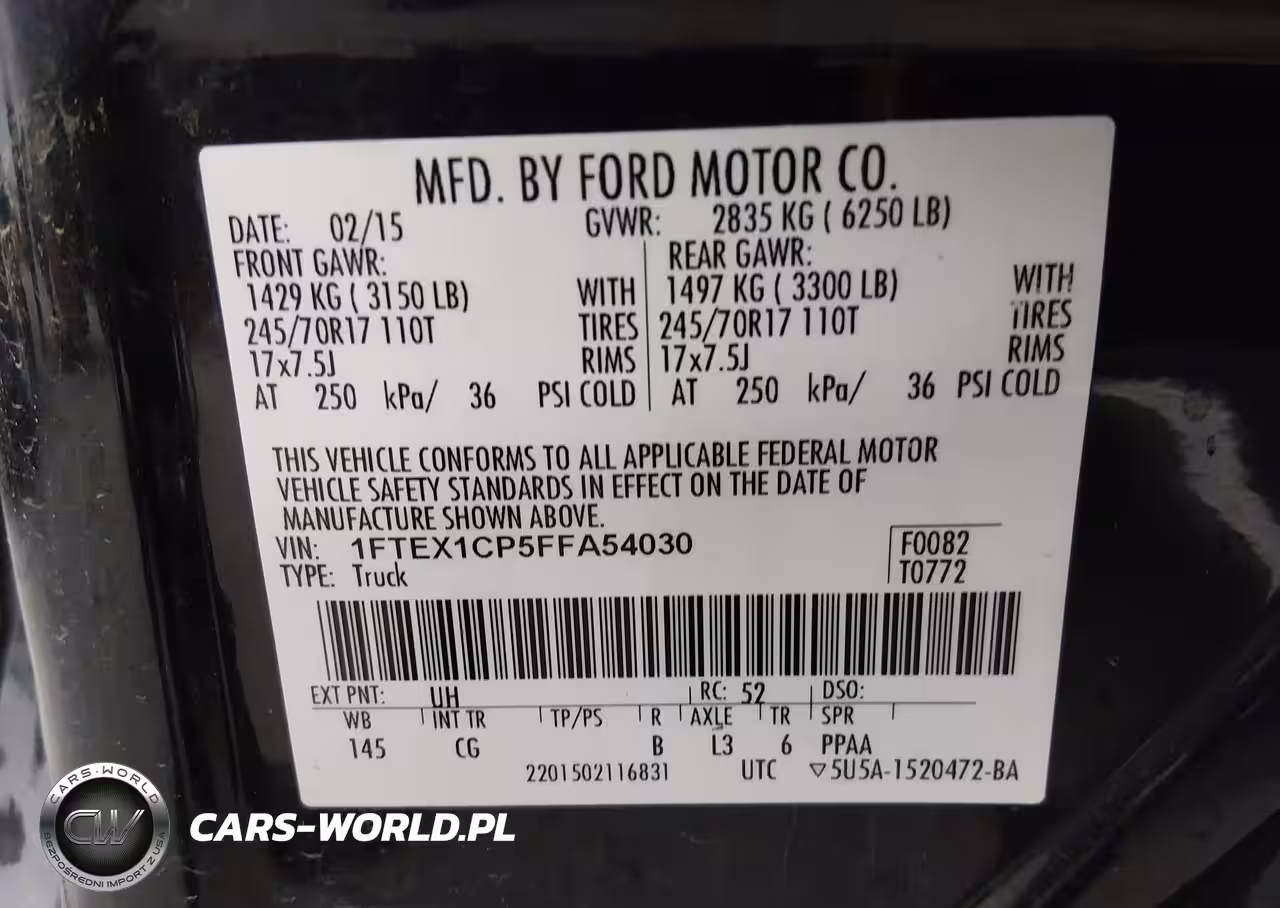 MFD. BY FORD MOTOR CO.
DATE: 02/15 GVWR: 2835 KG ( 6250 LB)
FRONT GAWR: REAR GAWR:
1429 KG ( 3150 LB) WITH 1497 KG ( 3300 LB) WITH
245/70R17 110T TIRES 245/70R17 110T TIRES
17x7.5J RIMS 17x7.5J RIMS
AT 250 kPa/ 36 PSI COLD AT 250 kPa/ 36 PSI COLD
THIS VEHICLE CONFORMS TO ALL APPLICABLE FEDERAL MOTOR
VEHICLE SAFETY STANDARDS IN EFFECT ON THE DATE OF
MANUFACTURE SHOWN ABOVE.
VIN: 1FTEX1CP5FFA54030 F0082
TYPE: Truck T0772
EXT PNT: UH RC: 52 DSO:
WB INT TR TP/PS R AXLE TR SPR
145 CG B L3 6 PPAA
2201502116831 UTC ▽5U5A-1520472-BA
CARS-WORLD
CW
BEZPOŚREDNI IMPORT Z USA
CARS-WORLD.PL